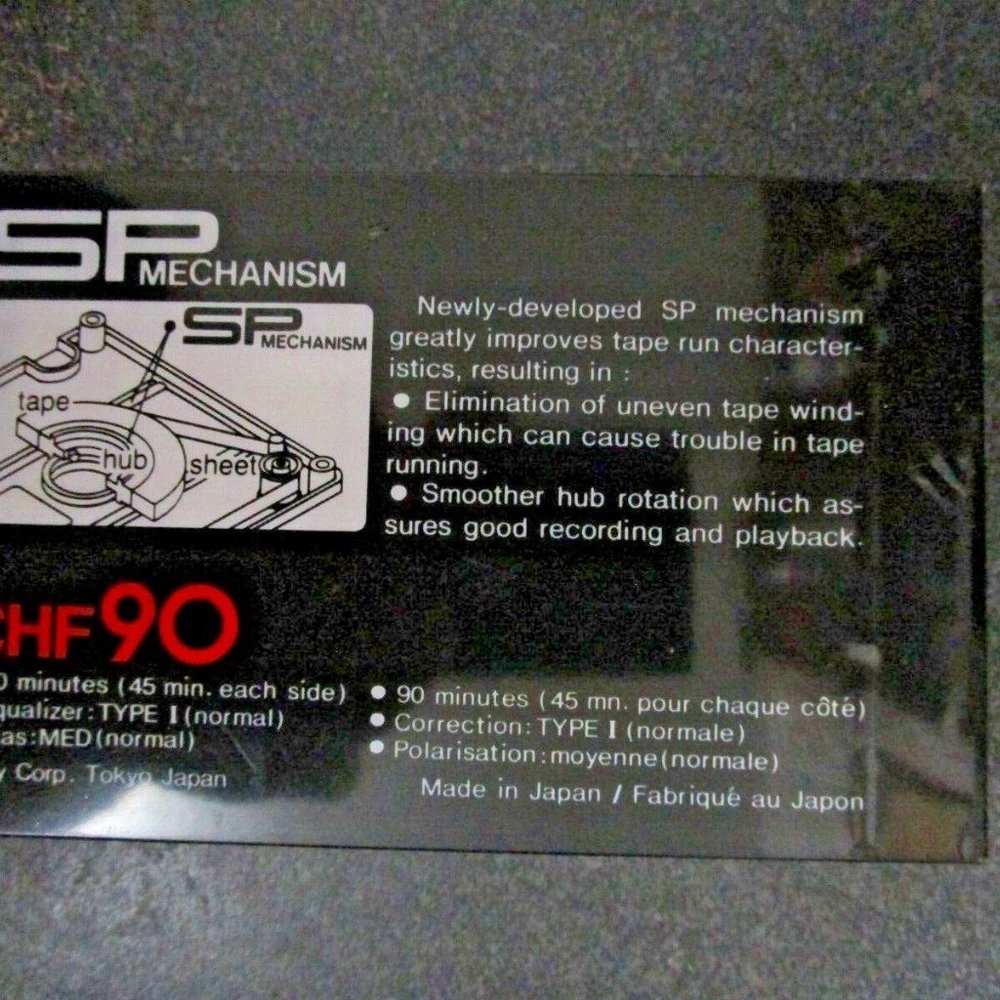 SP MECHANISM
SP MECHANISM
tape
hub
sheet
Newly-developed SP mechanism
greatly improves tape run character-
istics, resulting in :
● Elimination of uneven tape wind-
ing which can cause trouble in tape
running.
● Smoother hub rotation which as-
sures good recording and playback.
CHF90
0 minutes (45 min. each side)
qualizer:TYPE I (normal)
as:MED (normal)
y Corp. Tokyo Japan
● 90 minutes (45 mn. pour chaque côté)
● Correction:TYPE I (normale)
● Polarisation:moyenne(normale)
Made in Japan / Fabriqué au Japon